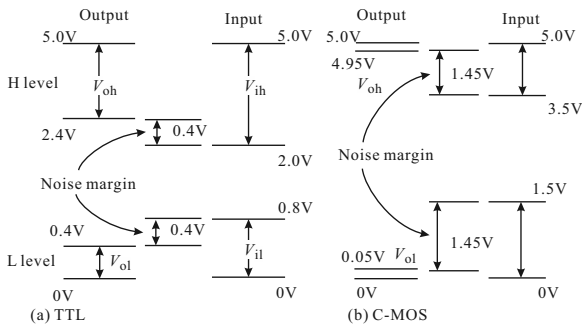 Output
Input
5.0V
5.0V
H level
Voh
Vih
2.4V
0.4V
2.0V
Noise margin
0.8V
0.4V
0.4V
L level
Vol
Vil
0V
0V
(a) TTL
Output
Input
5.0V
5.0V
4.95V
Voh
1.45V
3.5V
Noise margin
1.5V
1.45V
0.05V
Vol
0V
0V
(b) C-MOS